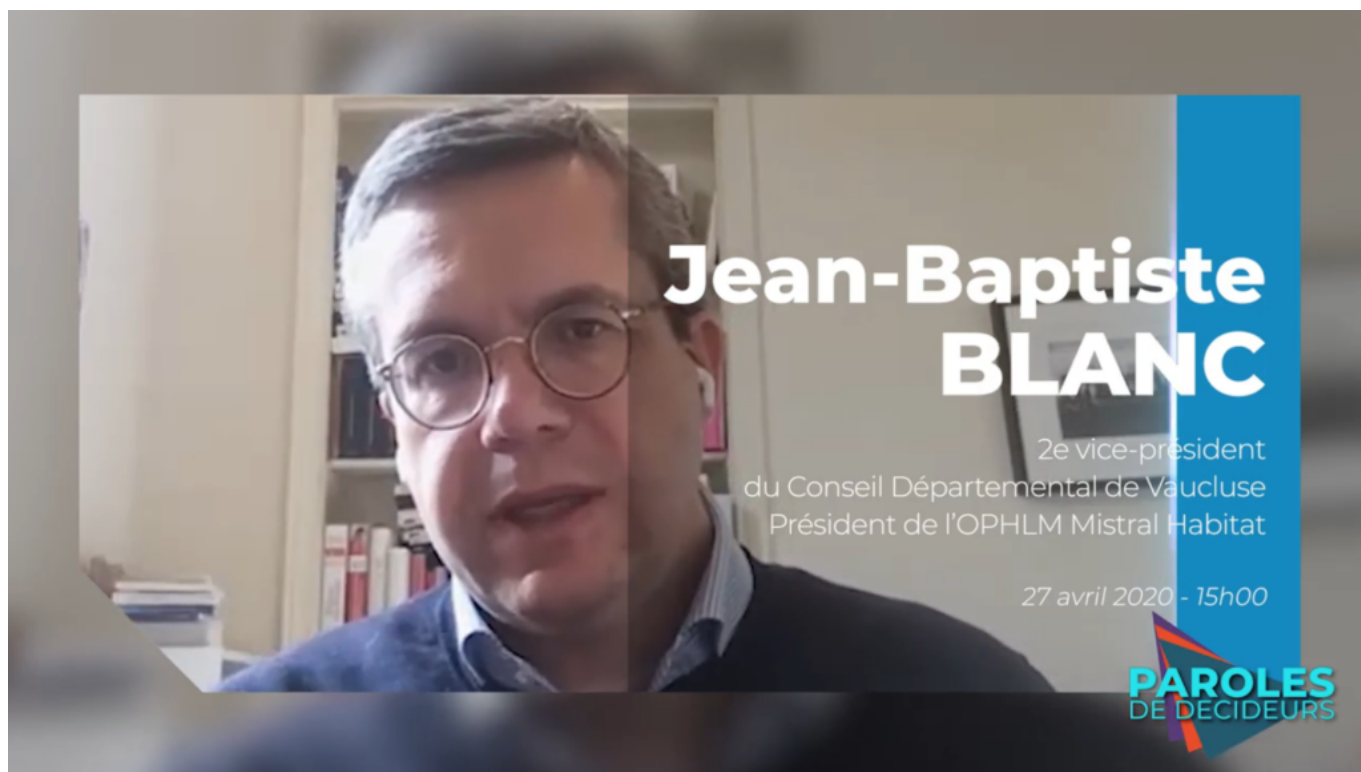 Jean-Baptiste
BLANC
2e vice-président
du Conseil Départemental de Vaucluse
Président de l'OPHLM Mistral Habitat
27 avril 2020 - 15h00
PAROLES
DE DECIDEURS